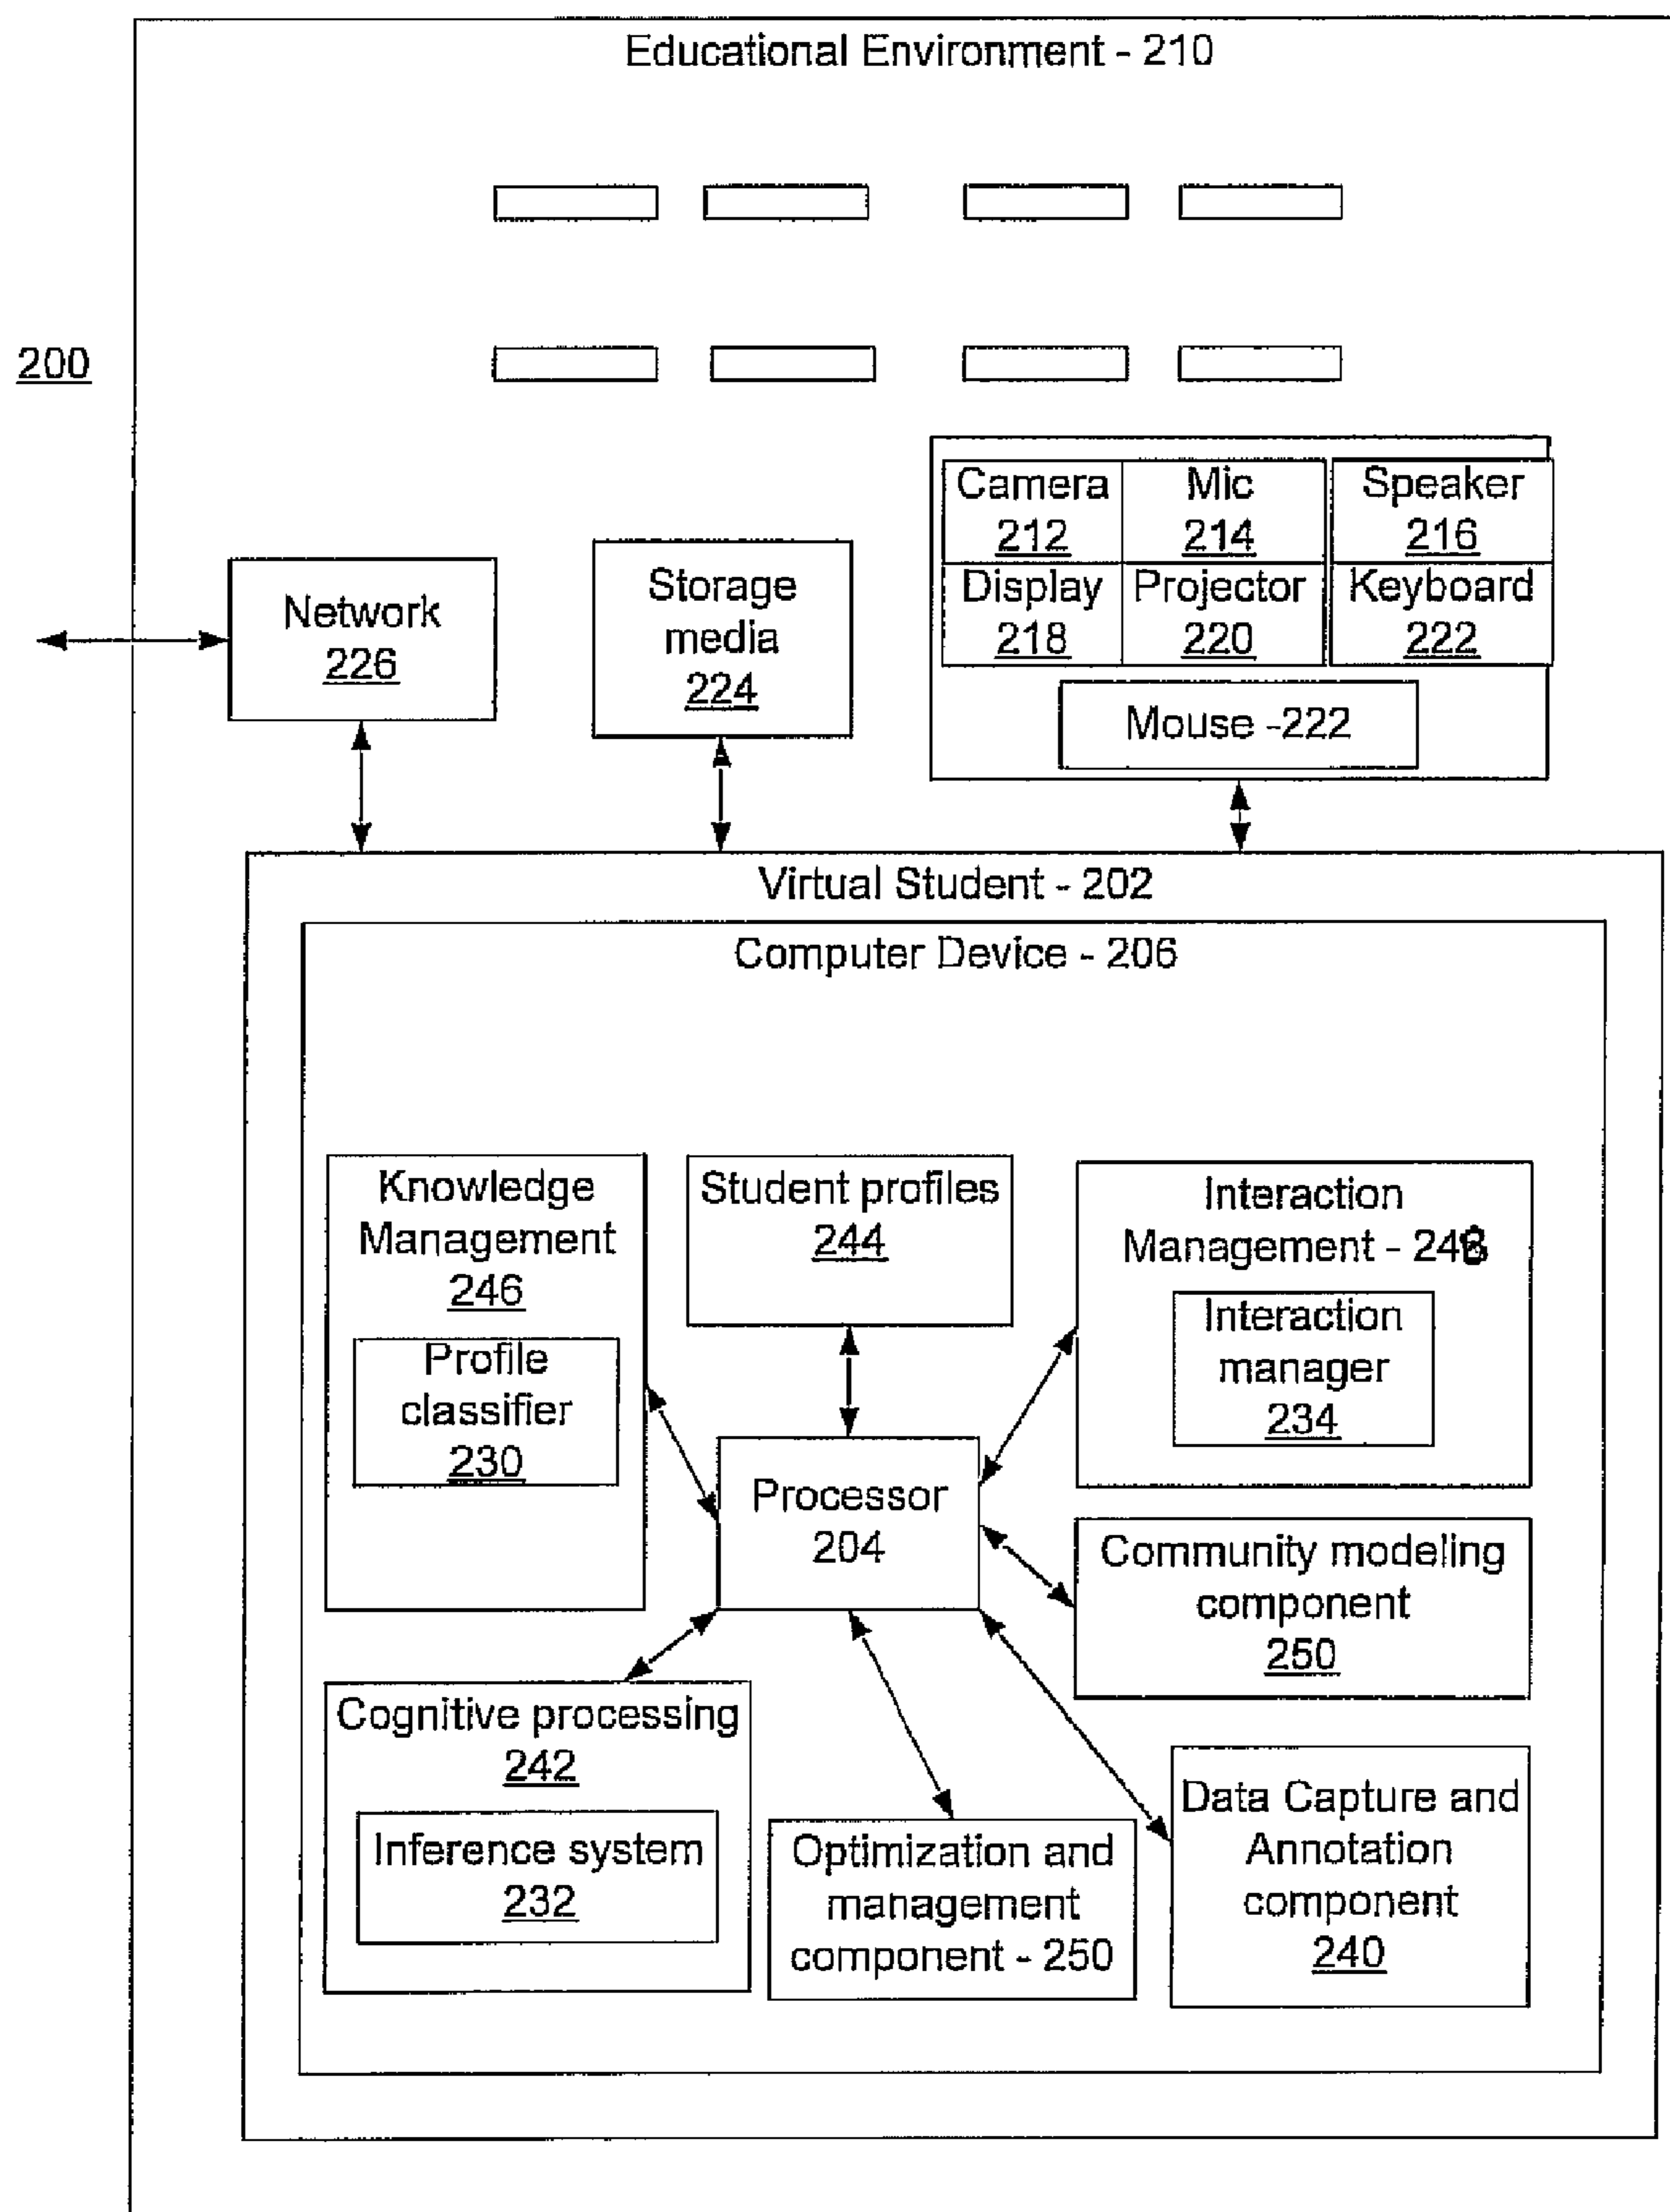 Educational Environment - 210
200
Camera
212
Mic
214
Speaker
216
Display
218
Projector
220
Keyboard
222
Mouse -222
Network
226
Storage
media
224
Virtual Student - 202
Computer Device - 206
Knowledge
Management
246
Profile
classifier
230
Student profiles
244
Interaction
Management - 248
Interaction
manager
234
Processor
204
Community modeling
component
250
Cognitive processing
242
Inference system
232
Optimization and
management
component - 250
Data Capture and
Annotation
component
240